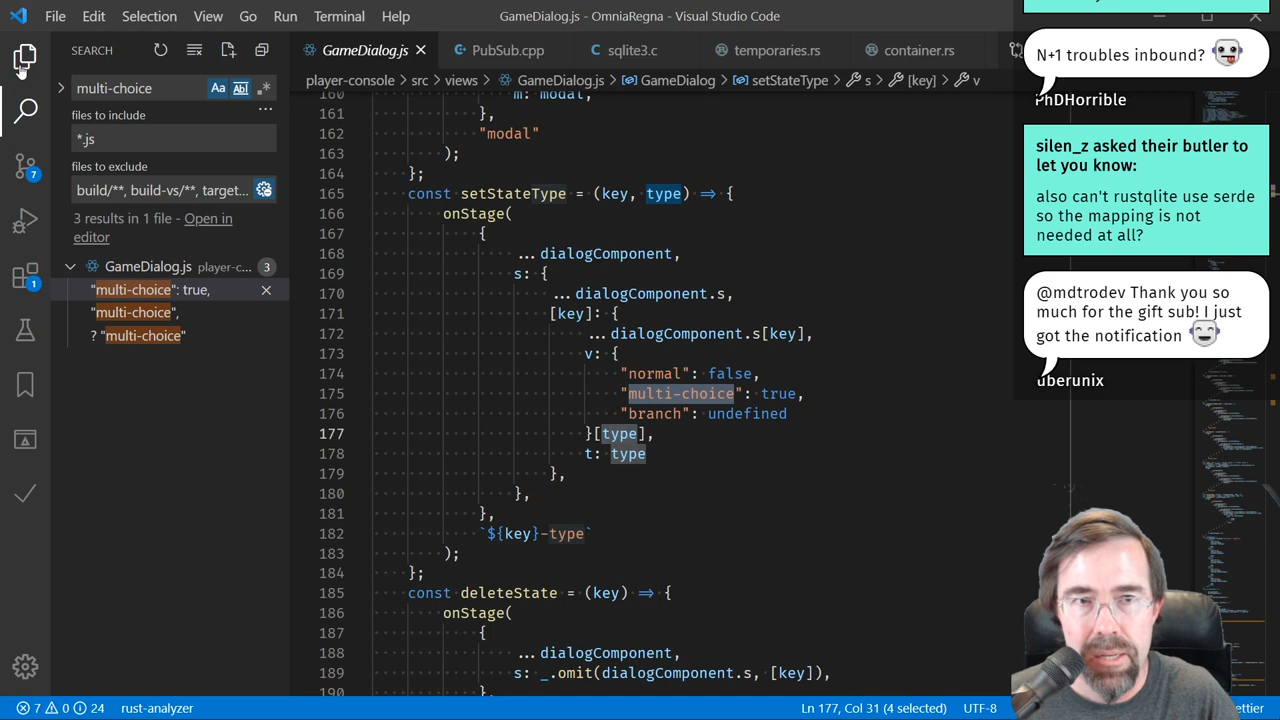 File Edit Selection View Go Run Terminal Help
GameDialog.js - OmniaRegna - Visual Studio Code
SEARCH
multi-choice
Aa
Abl
.*
files to include
*.js
files to exclude
build/**, build-vs/**, target...
3 results in 1 file - Open in
editor
GameDialog.js player-c... 3
"multi-choice": true,
"multi-choice",
? "multi-choice"
7
1
GameDialog.js
PubSub.cpp
sqlite3.c
temporaries.rs
container.rs
player-console > src > views > GameDialog.js > GameDialog > setStateType > s > [key] > v
160 m: modal,
161 },
162 "modal"
163 );
164 };
165 const setStateType = (key, type) => {
166 onStage(
167 {
168 ...dialogComponent,
169 s: {
170 ...dialogComponent.s,
171 [key]: {
172 ...dialogComponent.s[key],
173 v: {
174 "normal": false,
175 "multi-choice": true,
176 "branch": undefined
177 }[type],
178 t: type
179 },
180 },
181 },
182 `${key}-type`
183 );
184 };
185 const deleteState = (key) => {
186 onStage(
187 {
188 ...dialogComponent,
189 s: _.omit(dialogComponent.s, [key]),
190 },
N+1 troubles inbound?
PhDHorrible
silen_z asked their butler to
let you know:
also can't rustqlite use serde
so the mapping is not
needed at all?
@mdtrodev Thank you so
much for the gift sub! I just
got the notification
uberunix
7 0 24 rust-analyzer
Ln 177, Col 31 (4 selected)
UTF-8